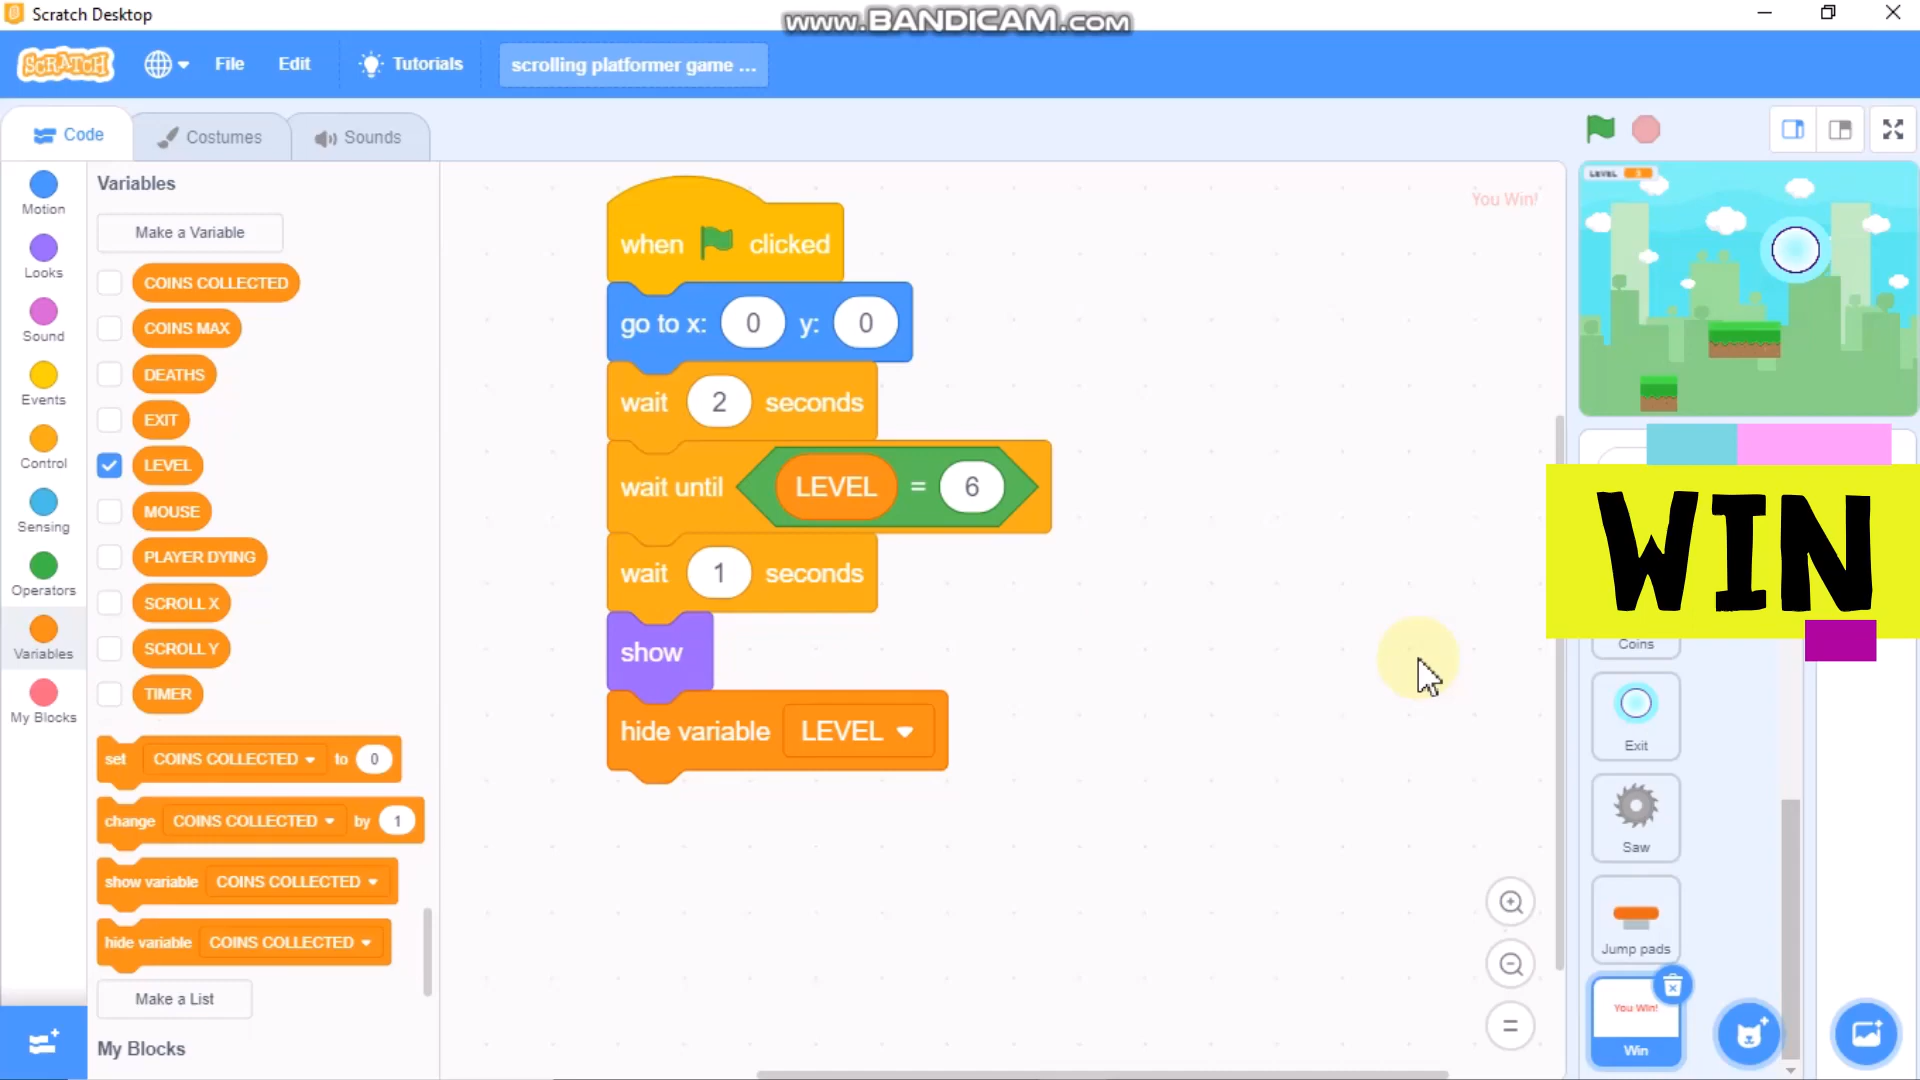 Scratch Desktop
www.BANDICAM.com
SCRATCH
File
Edit
Tutorials
scrolling platformer game ...
Code
Costumes
Sounds
Motion
Looks
Sound
Events
Control
Sensing
Operators
Variables
My Blocks
Variables
Make a Variable
COINS COLLECTED
COINS MAX
DEATHS
EXIT
LEVEL
MOUSE
PLAYER DYING
SCROLL X
SCROLL Y
TIMER
set COINS COLLECTED to 0
change COINS COLLECTED by 1
show variable COINS COLLECTED
hide variable COINS COLLECTED
Make a List
My Blocks
when clicked
go to x: 0 y: 0
wait 2 seconds
wait until LEVEL = 6
wait 1 seconds
show
hide variable LEVEL
You Win!
LEVEL
WIN
Coins
Exit
Saw
Jump pads
You Win!
Win